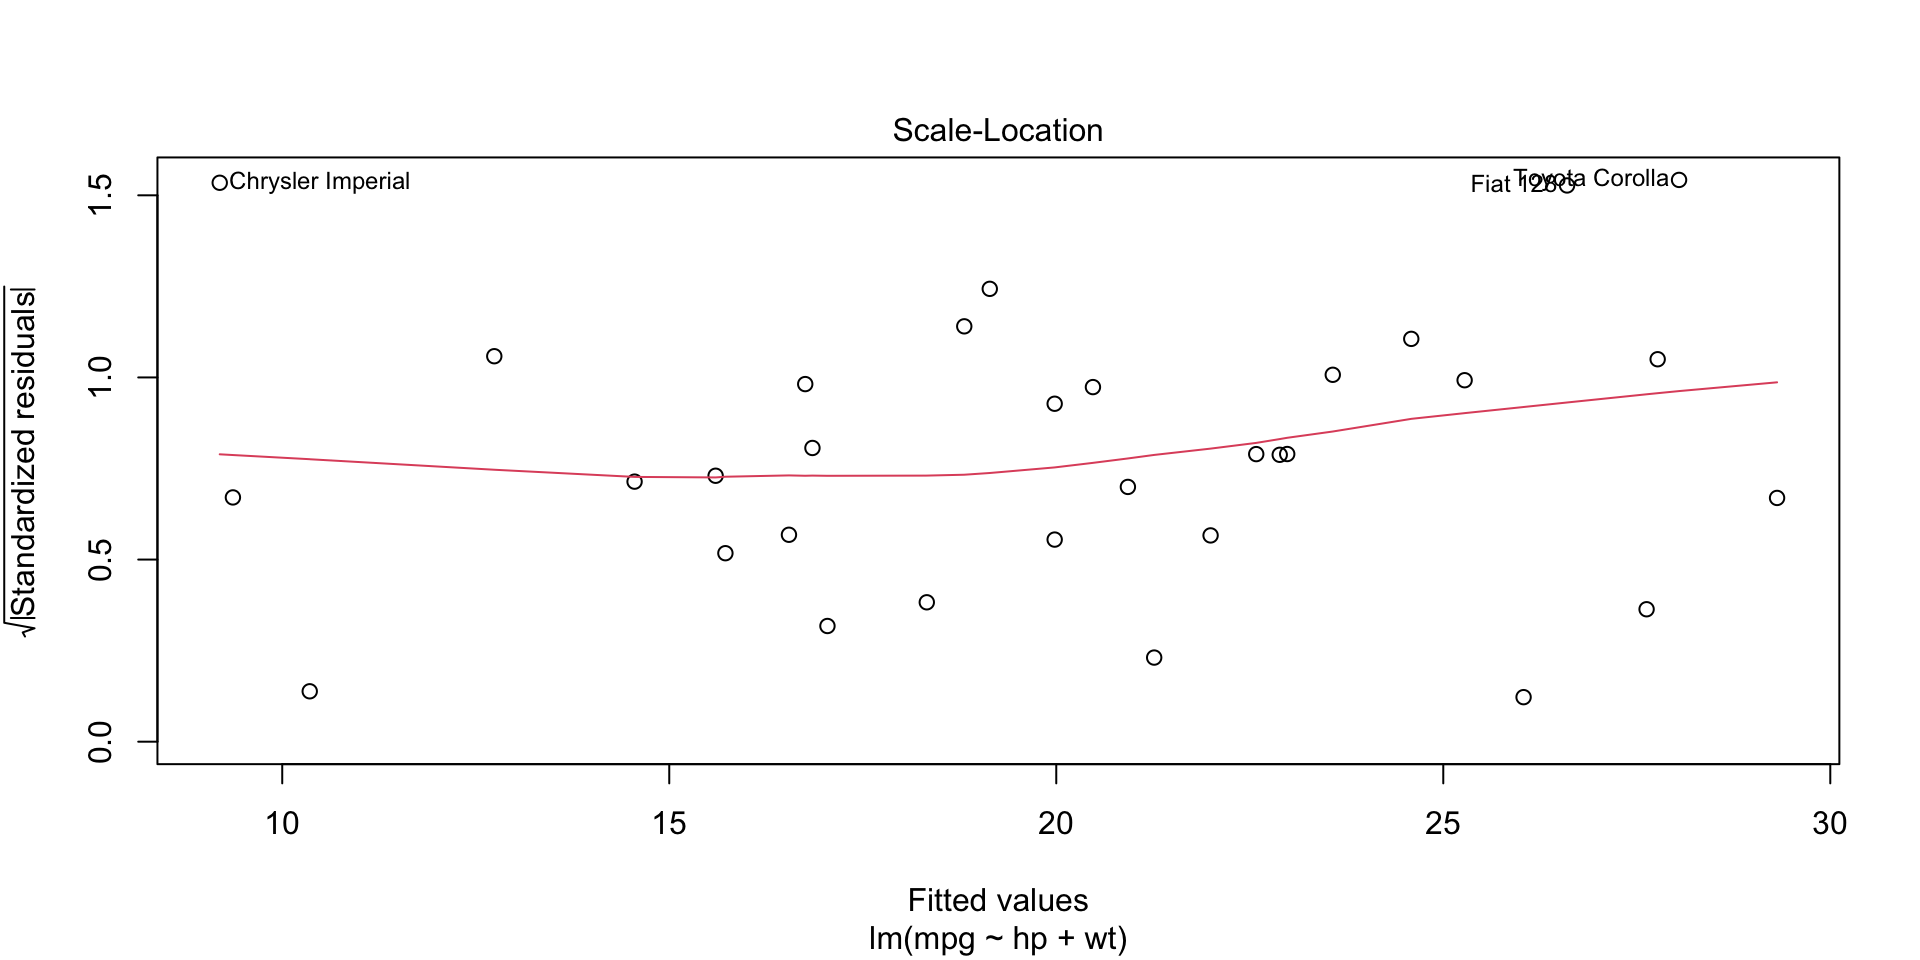 Scale-Location
√|Standardized residuals|
1.5
1.0
0.5
0.0
Chrysler Imperial
Fiat 128
Toyota Corolla
10 15 20 25 30
Fitted values
lm(mpg ~ hp + wt)